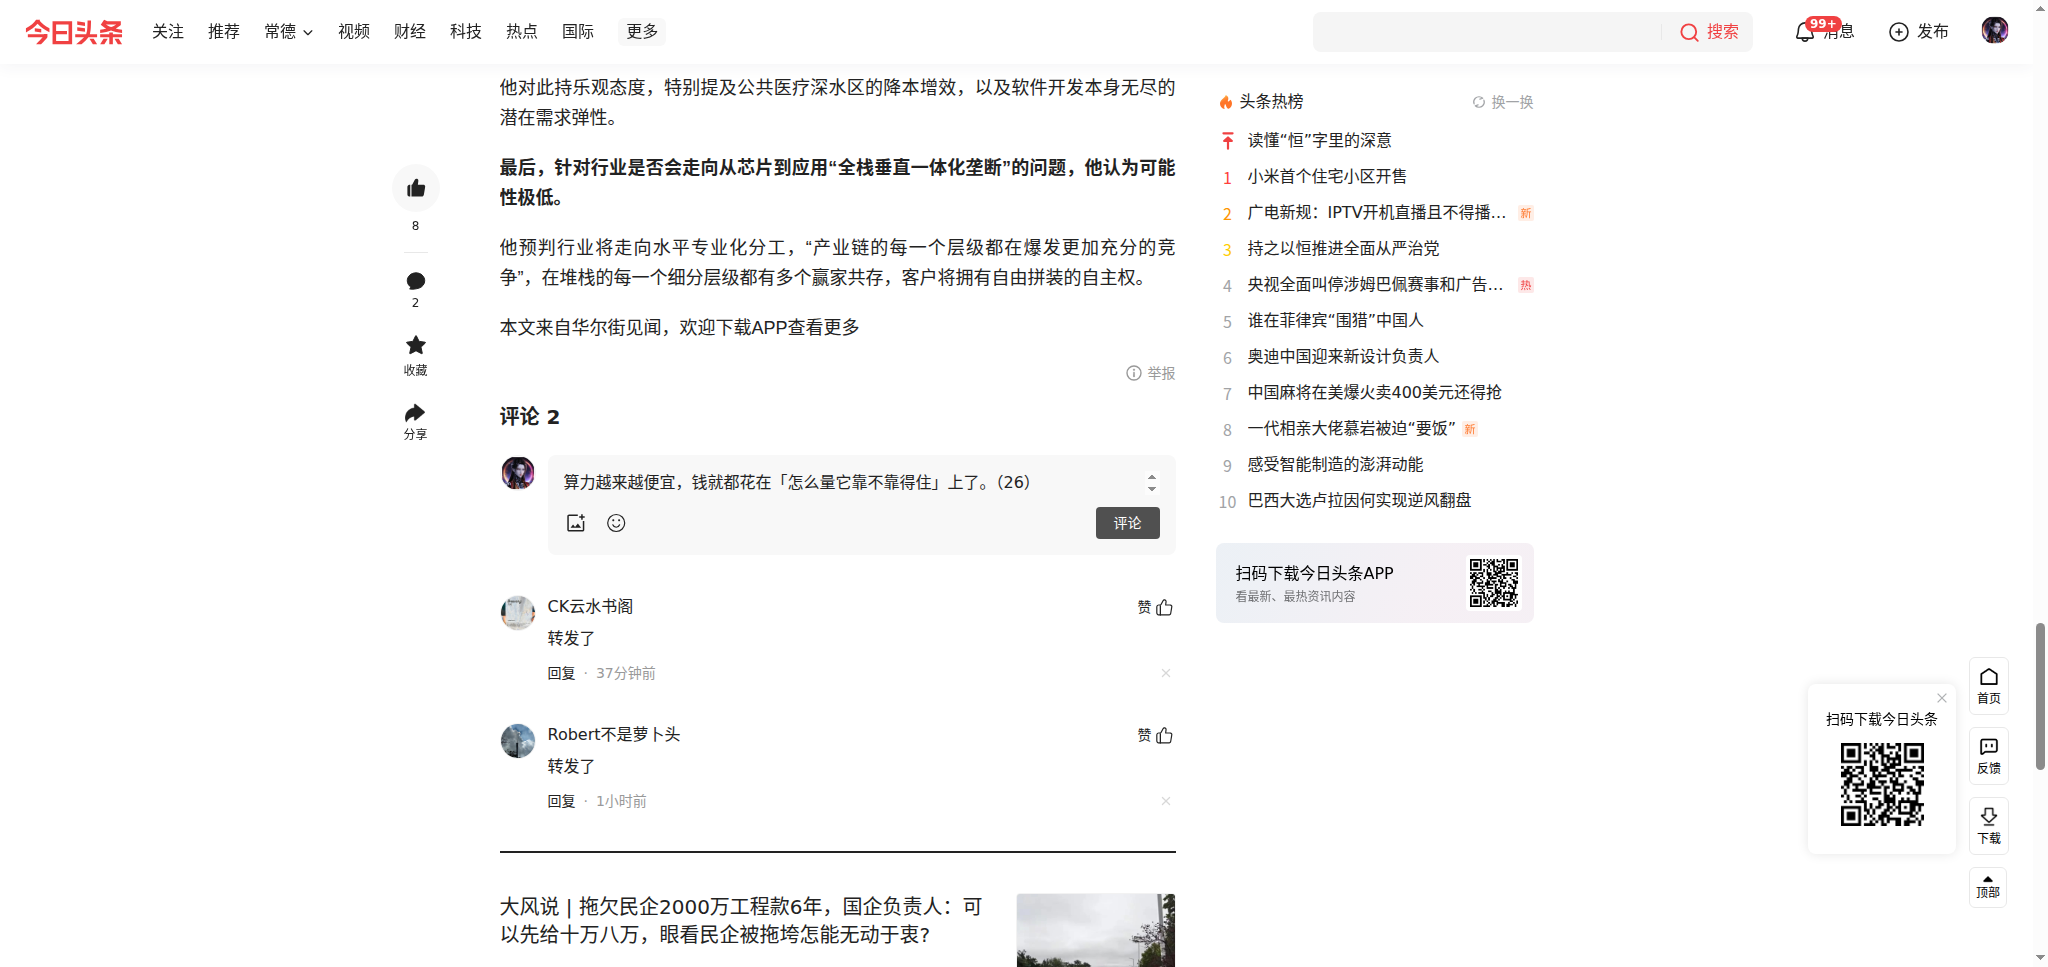 今日头条
关注 推荐 常德 视频 财经 科技 热点 国际 更多
搜索
99+
消息
发布
他对此持乐观态度，特别提及公共医疗深水区的降本增效，以及软件开发本身无尽的
潜在需求弹性。
最后，针对行业是否会走向从芯片到应用“全栈垂直一体化垄断”的问题，他认为可能
性极低。
他预判行业将走向水平专业化分工，“产业链的每一个层级都在爆发更加充分的竞
争”，在堆栈的每一个细分层级都有多个赢家共存，客户将拥有自由拼装的自主权。
本文来自华尔街见闻，欢迎下载APP查看更多
举报
8
2
收藏
分享
评论 2
算力越来越便宜，钱就都花在「怎么量它靠不靠得住」上了。（26）
评论
CK云水书阁
赞
转发了
回复 · 37分钟前
Robert不是萝卜头
赞
转发了
回复 · 1小时前
大风说 | 拖欠民企2000万工程款6年，国企负责人：可
以先给十万八万，眼看民企被拖垮怎能无动于衷?
头条热榜
换一换
读懂“恒”字里的深意
1 小米首个住宅小区开售
2 广电新规：IPTV开机直播且不得播... 新
3 持之以恒推进全面从严治党
4 央视全面叫停涉姆巴佩赛事和广告... 热
5 谁在菲律宾“围猎”中国人
6 奥迪中国迎来新设计负责人
7 中国麻将在美爆火卖400美元还得抢
8 一代相亲大佬慕岩被迫“要饭” 新
9 感受智能制造的澎湃动能
10 巴西大选卢拉因何实现逆风翻盘
扫码下载今日头条APP
看最新、最热资讯内容
扫码下载今日头条
首页
反馈
下载
顶部